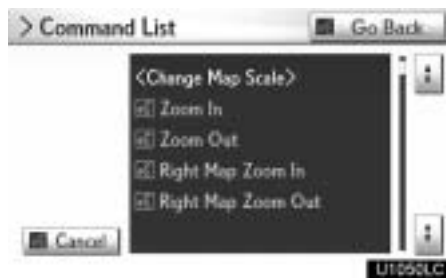 > Command List
Go Back
<Change Map Scale>
Zoom In
Zoom Out
Right Map Zoom In
Right Map Zoom Out
Cancel
U1050LC